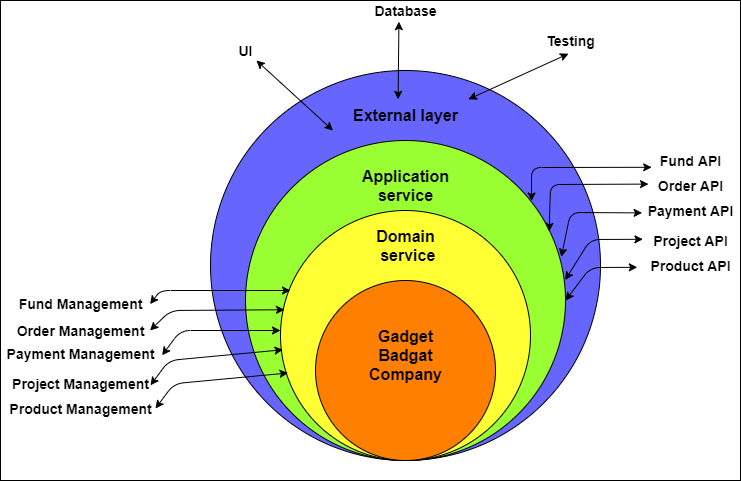 Database
UI
Testing
External layer
Application
service
Domain
service
Gadget
Badgat
Company
Fund API
Order API
Payment API
Project API
Product API
Fund Management
Order Management
Payment Management
Project Management
Product Management